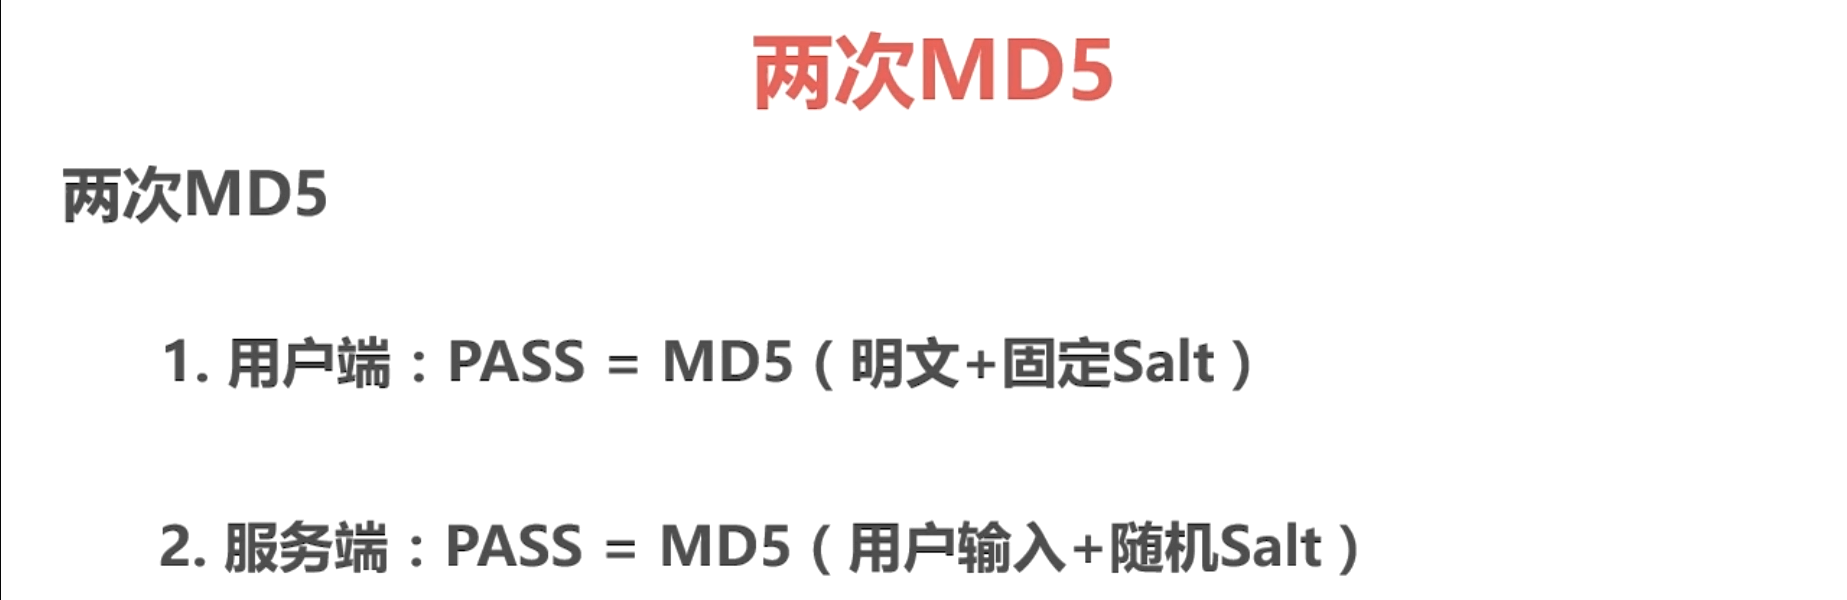 两次MD5
两次MD5
1. 用户端：PASS = MD5（明文+固定Salt）
2. 服务端：PASS = MD5（用户输入+随机Salt）